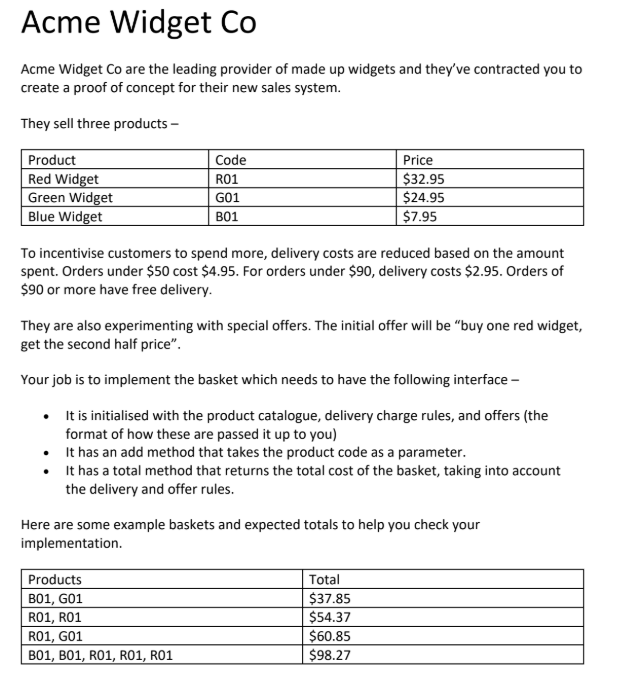 Acme Widget Co
Acme Widget Co are the leading provider of made up widgets and they've contracted you to
create a proof of concept for their new sales system.
They sell three products –
Product Code Price
Red Widget R01 $32.95
Green Widget G01 $24.95
Blue Widget B01 $7.95
To incentivise customers to spend more, delivery costs are reduced based on the amount
spent. Orders under $50 cost $4.95. For orders under $90, delivery costs $2.95. Orders of
$90 or more have free delivery.
They are also experimenting with special offers. The initial offer will be “buy one red widget,
get the second half price”.
Your job is to implement the basket which needs to have the following interface –
• It is initialised with the product catalogue, delivery charge rules, and offers (the
format of how these are passed it up to you)
• It has an add method that takes the product code as a parameter.
• It has a total method that returns the total cost of the basket, taking into account
the delivery and offer rules.
Here are some example baskets and expected totals to help you check your
implementation.
Products Total
B01, G01 $37.85
R01, R01 $54.37
R01, G01 $60.85
B01, B01, R01, R01, R01 $98.27